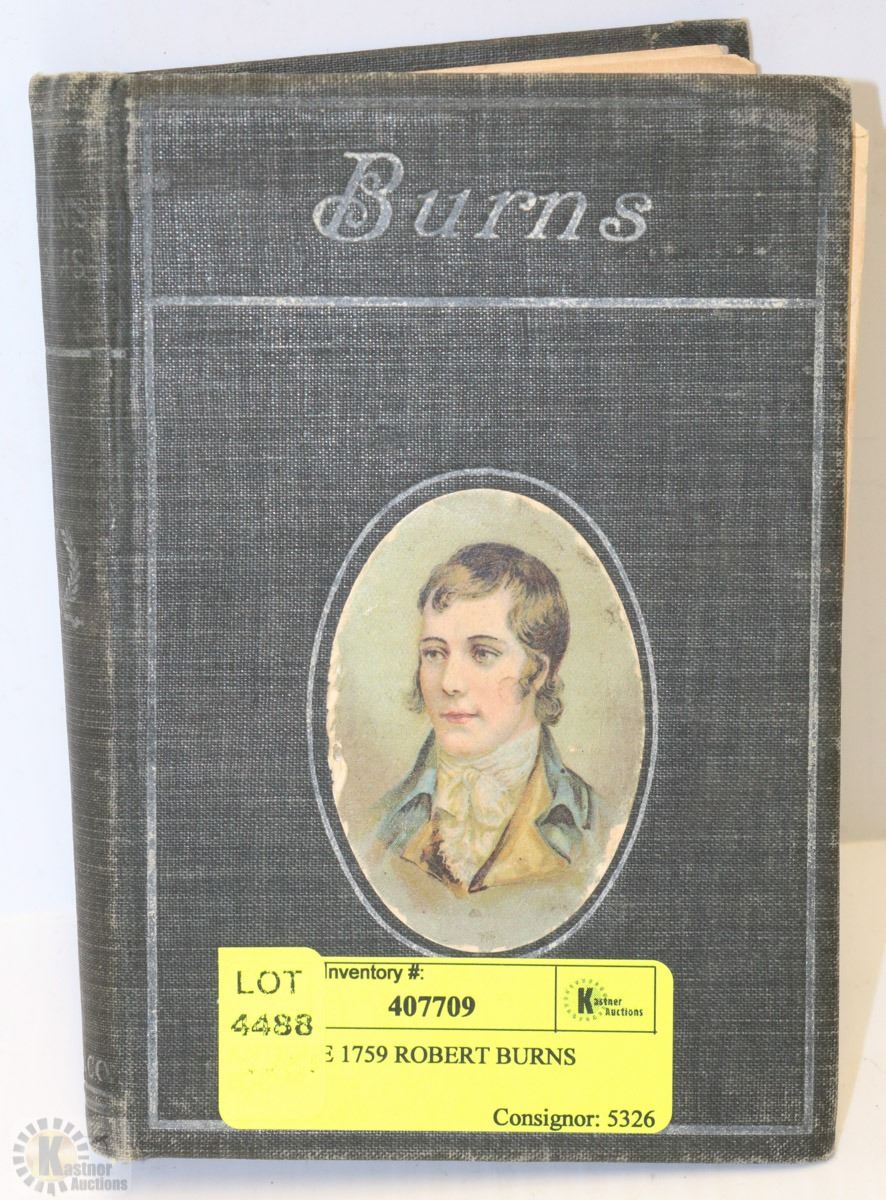 Burns
LOT
4488
Inventory #:
407709
Kastner
Auctions
E 1759 ROBERT BURNS
Consignor: 5326
Kastner
Auctions